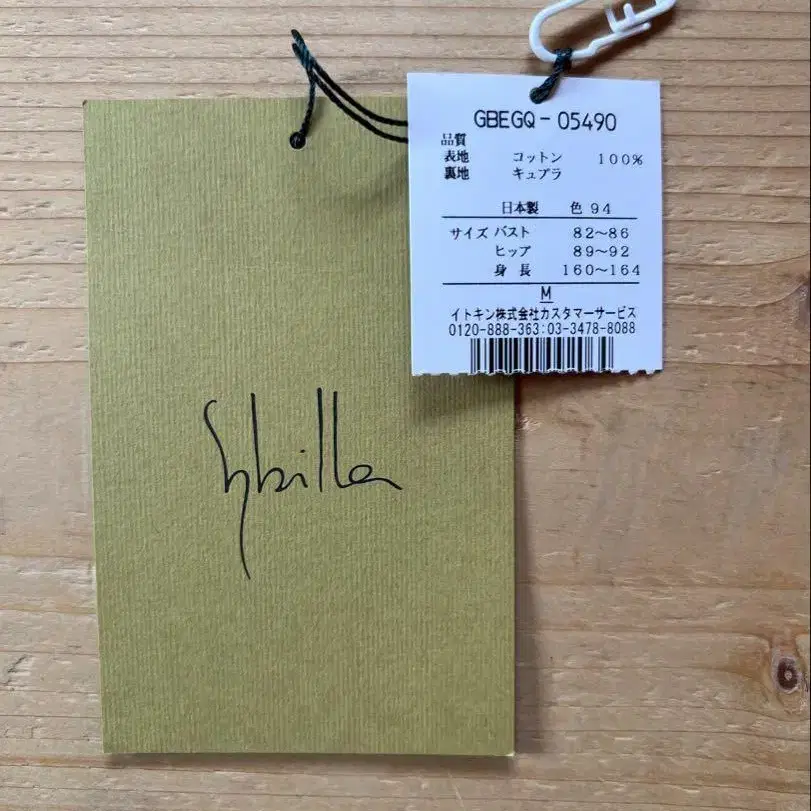 GBEGQ-05490
品質
表地 コットン 100%
裏地 キュプラ
日本製 色94
サイズ バスト 82〜86
ヒップ 89〜92
身長 160〜164
M
イトキン株式会社カスタマーサービス
0120-888-363:03-3478-8088
Sybilla